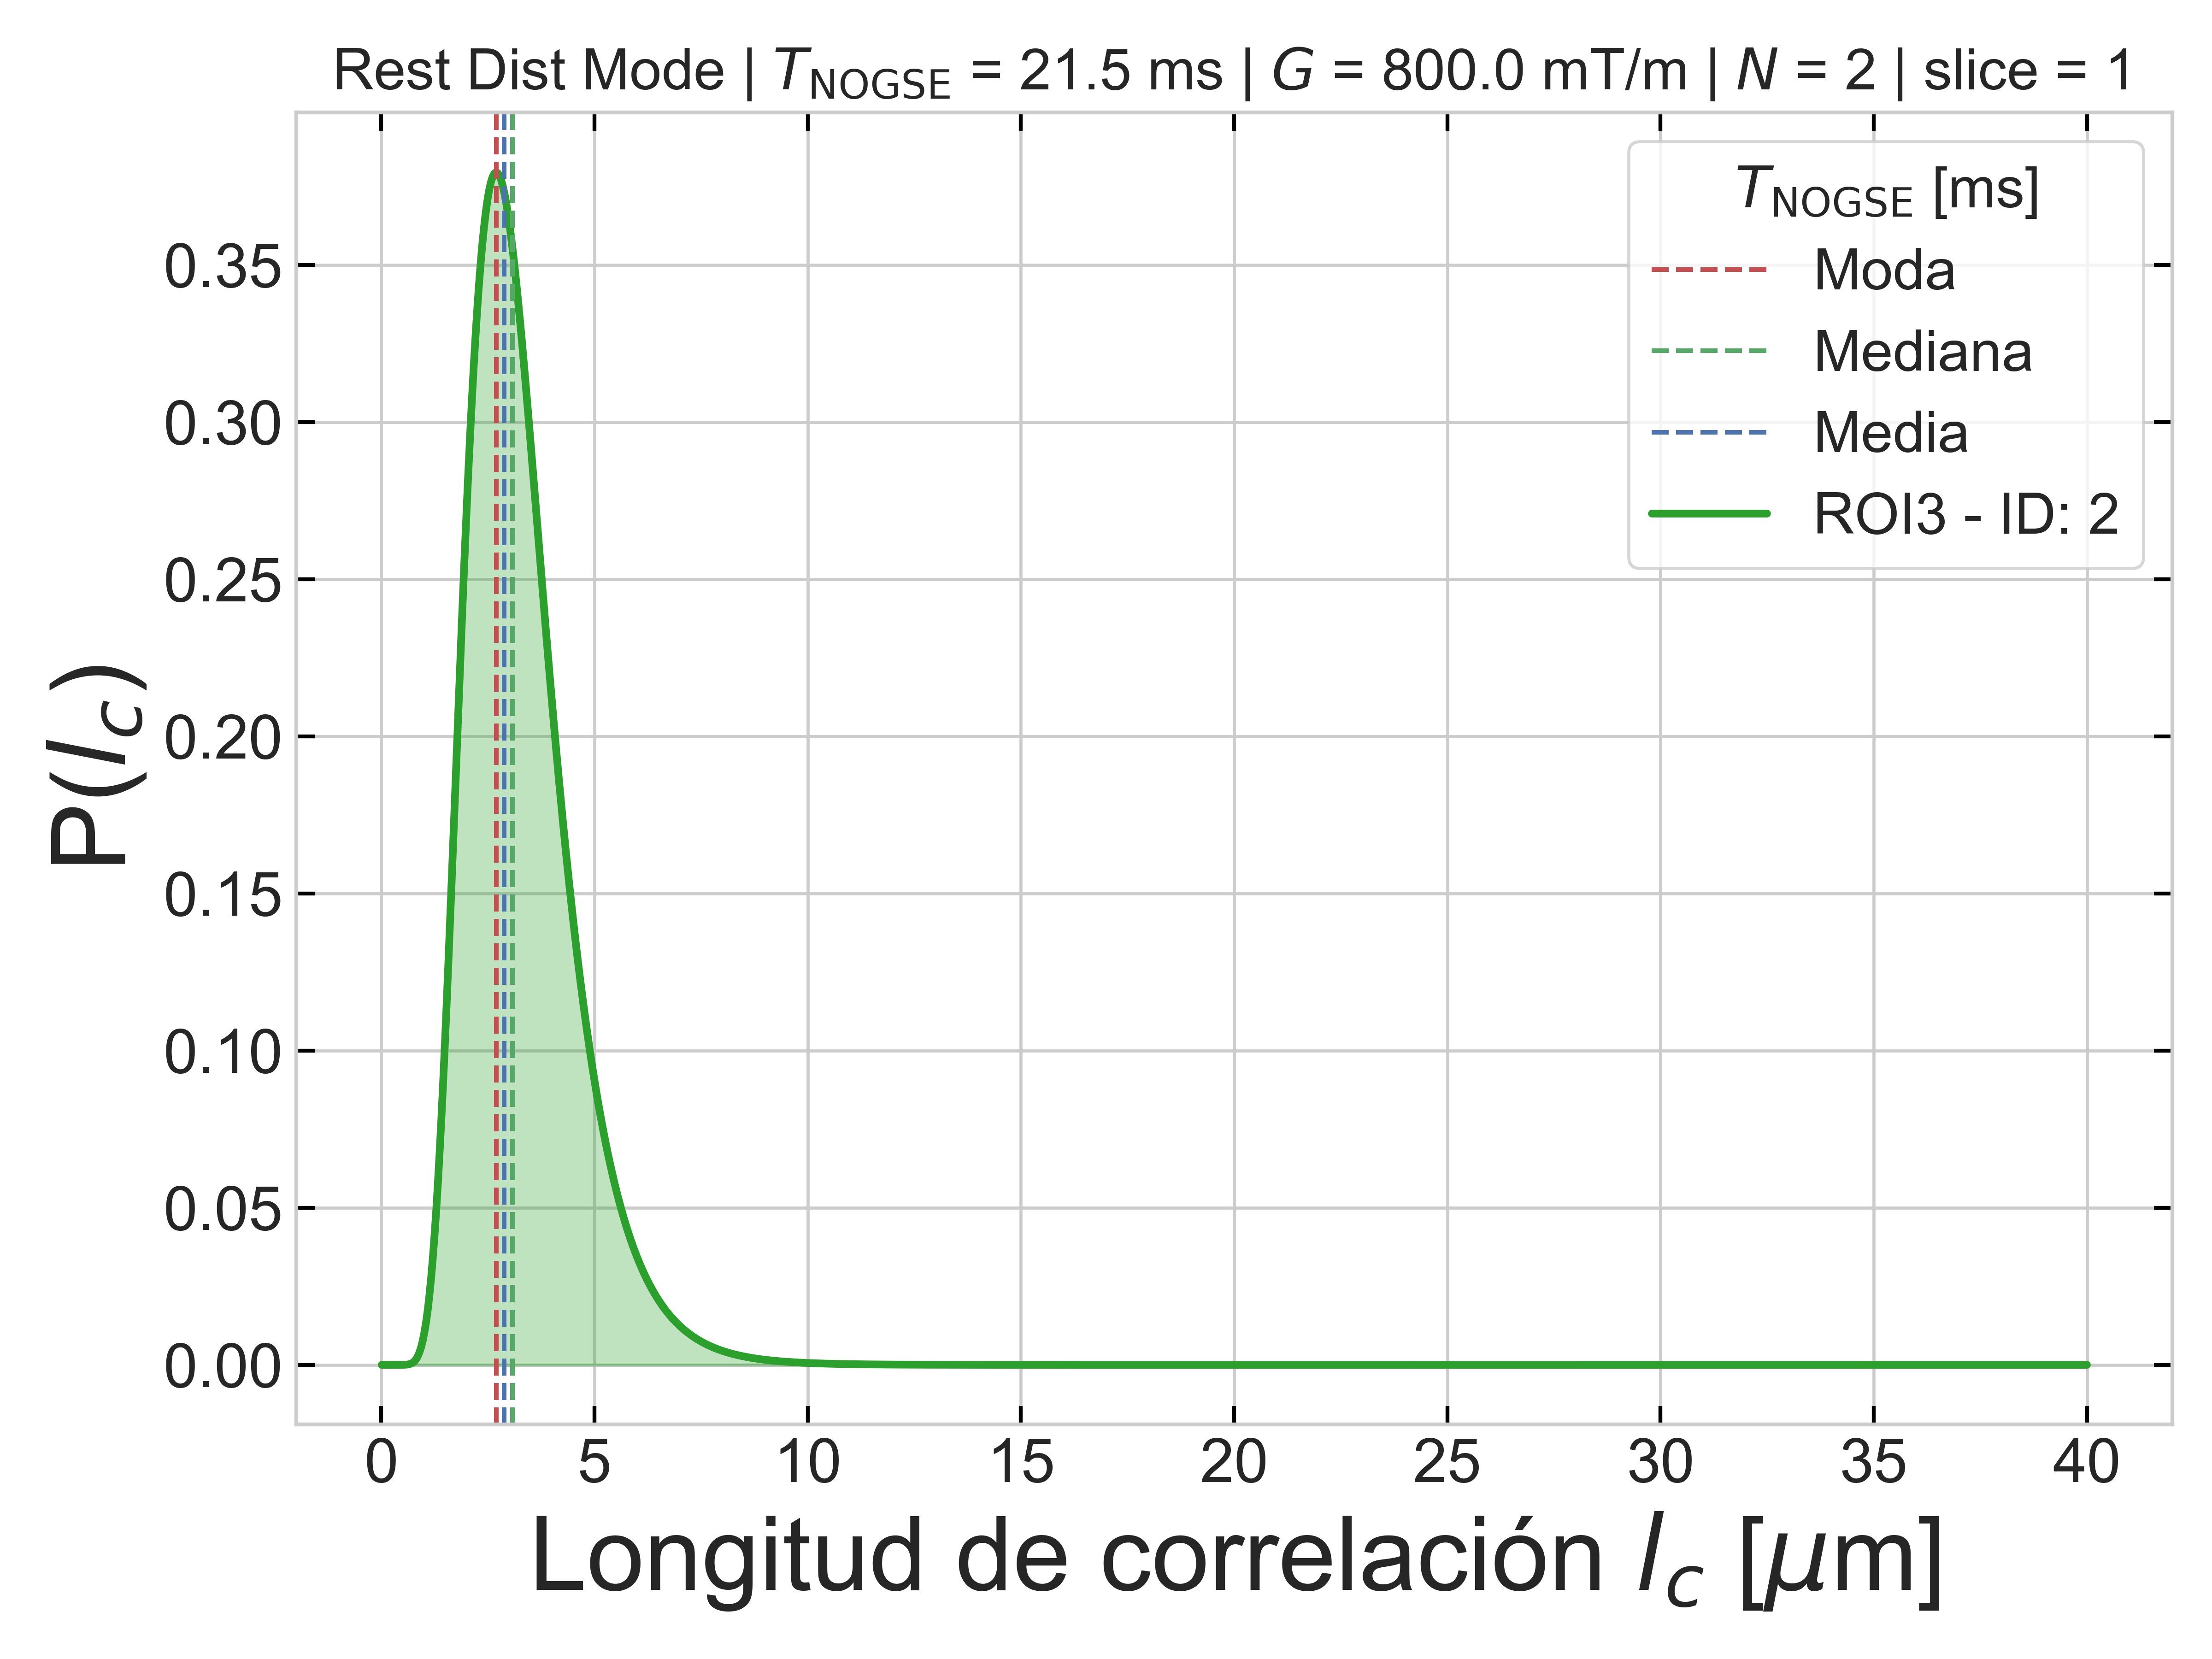 Rest Dist Mode | T_NOGSE = 21.5 ms | G = 800.0 mT/m | N = 2 | slice = 1
T_NOGSE [ms]
Moda
Mediana
Media
ROI3 - ID: 2
P(l_c)
0.35
0.30
0.25
0.20
0.15
0.10
0.05
0.00
0 5 10 15 20 25 30 35 40
Longitud de correlación l_c [μm]